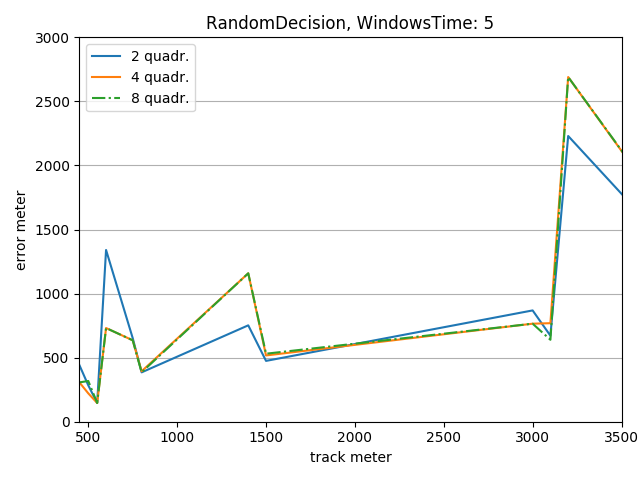 RandomDecision, WindowsTime: 5
2 quadr.
4 quadr.
8 quadr.
error meter
3000
2500
2000
1500
1000
500
0
500 1000 1500 2000 2500 3000 3500
track meter